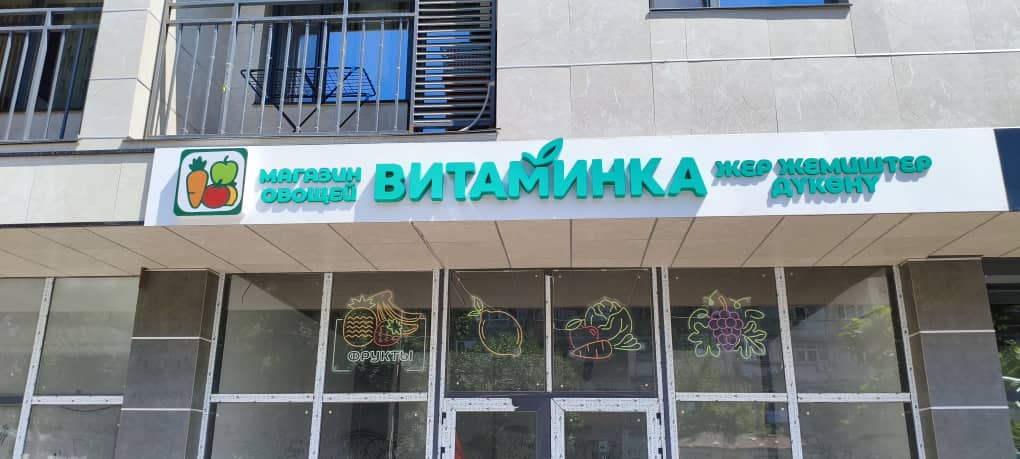 МАГАЗИН
ОВОЩЕЙ
ВИТАМИНКА
ЖЕР ЖЕМИШТЕР
ДҮКӨНҮ
ФРУКТЫ